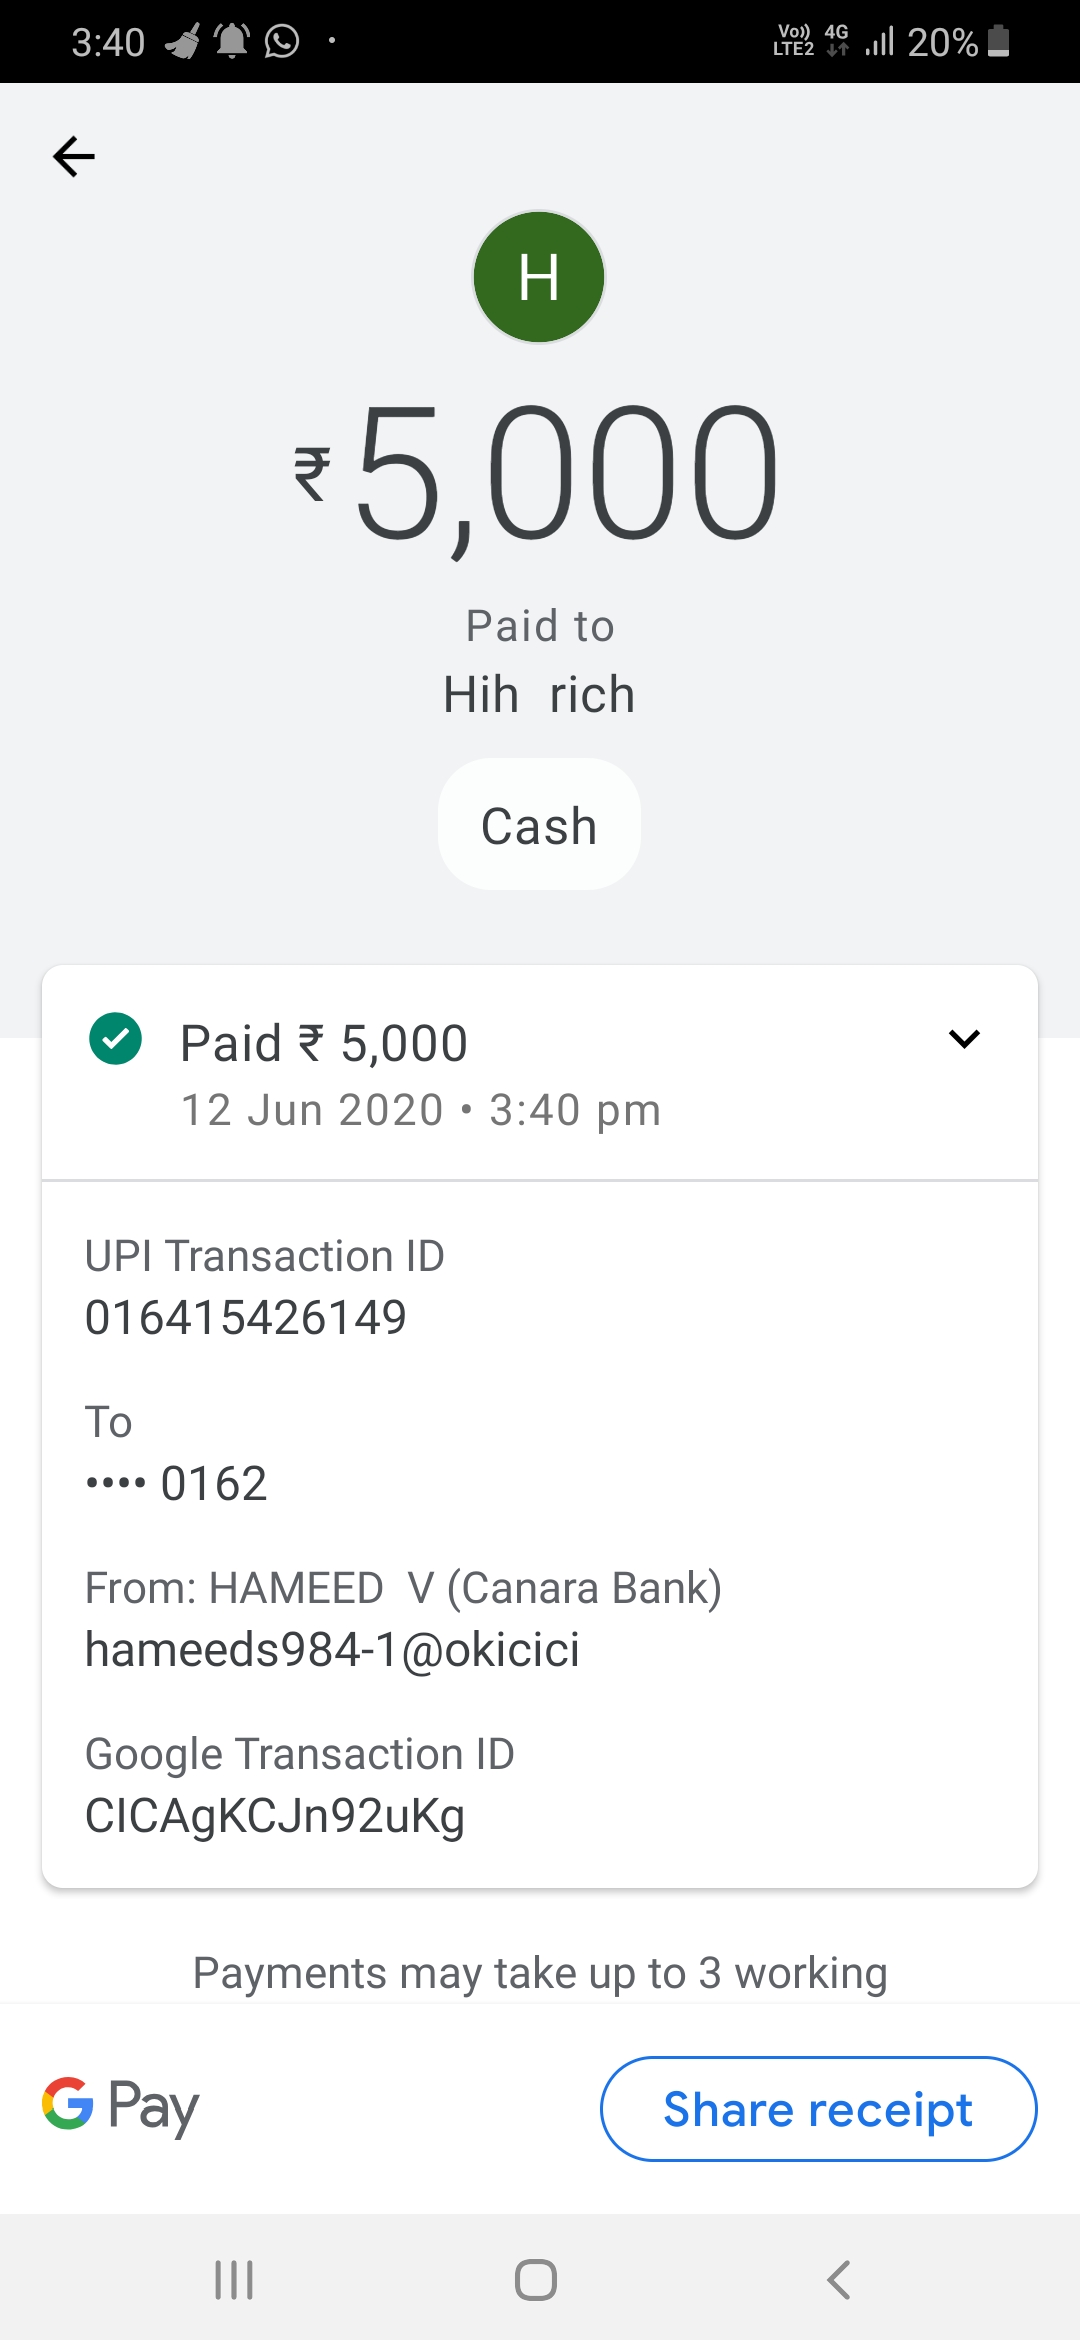 3:40
Vo)) 4G
LTE2
20%
H
₹5,000
Paid to
Hih rich
Cash
Paid ₹ 5,000
12 Jun 2020 • 3:40 pm
UPI Transaction ID
016415426149
To
•••• 0162
From: HAMEED V (Canara Bank)
hameeds984-1@okicici
Google Transaction ID
CICAgKCJn92uKg
Payments may take up to 3 working
G Pay
Share receipt